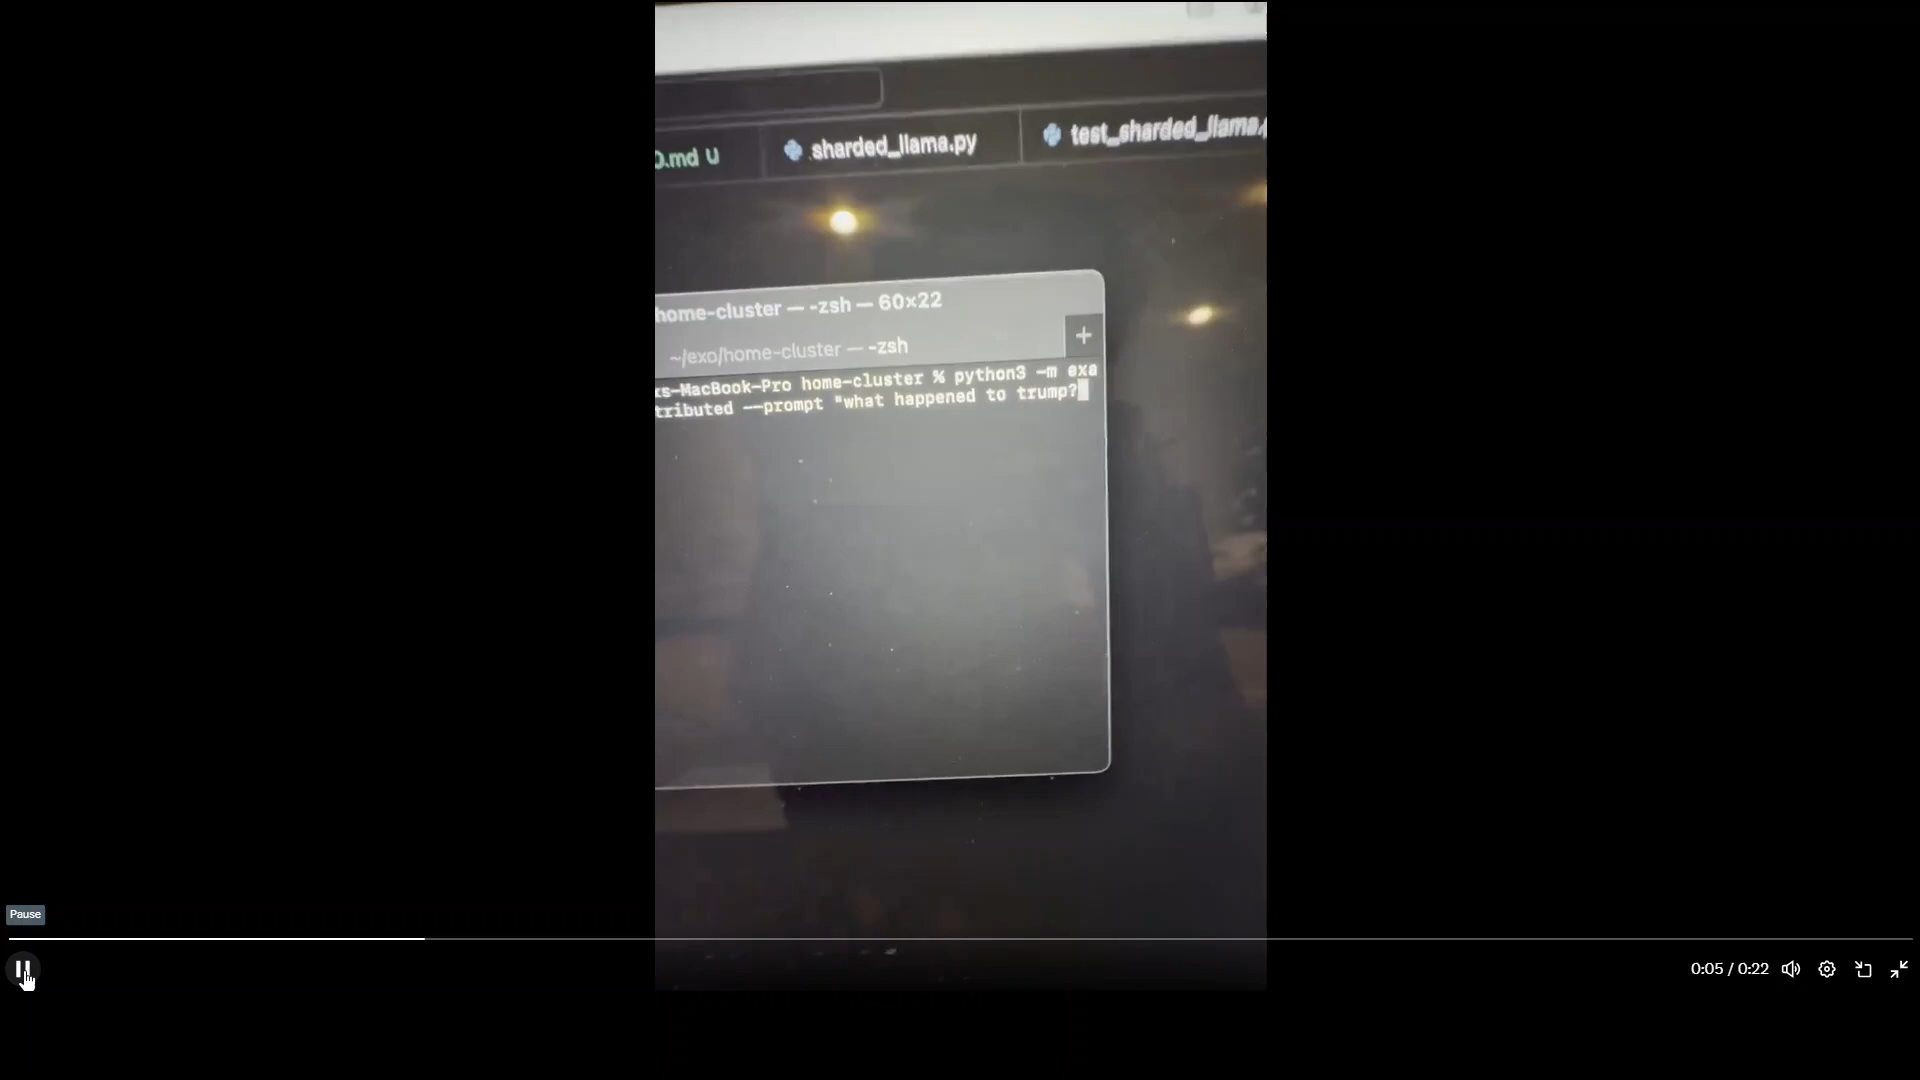 sharded_llama.py
test_sharded_llama
.md U
home-cluster — -zsh — 60×22
~/exo/home-cluster — -zsh
+
s-MacBook-Pro home-cluster % python3 -m exa
tributed --prompt "what happened to trump?
Pause
0:05 / 0:22